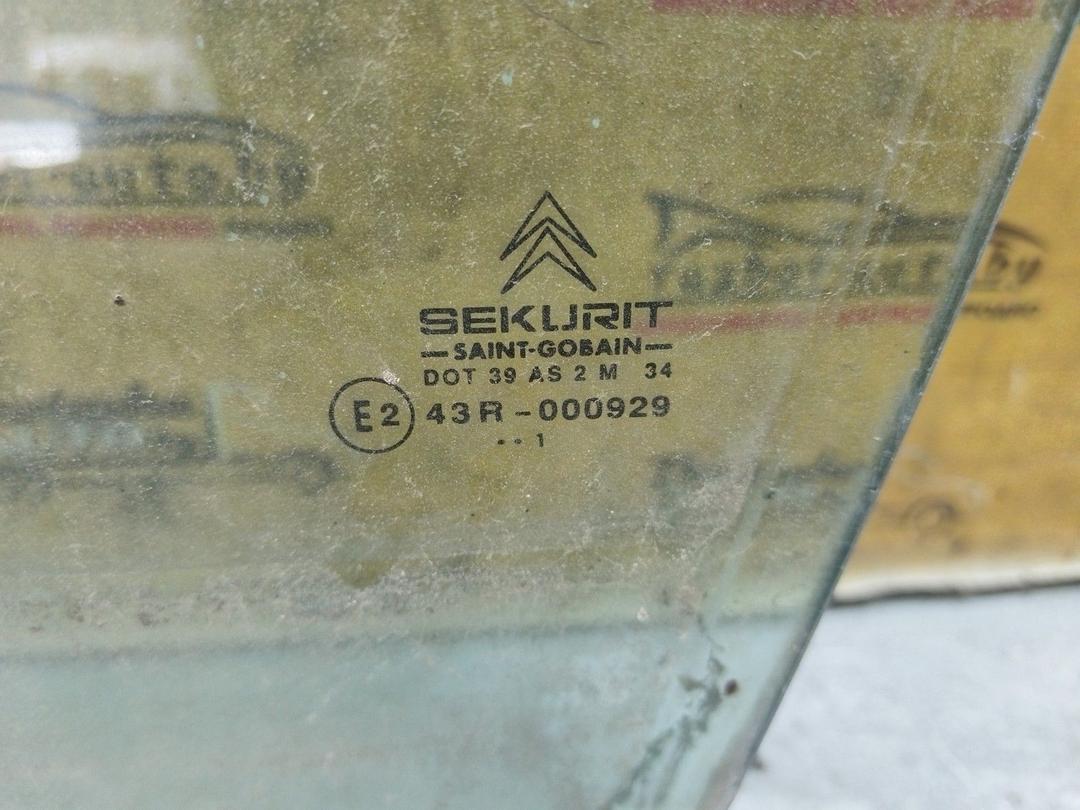 SEKURIT
—SAINT-GOBAIN—
DOT 39 AS 2 M 34
E2 43R-000929
•• 1